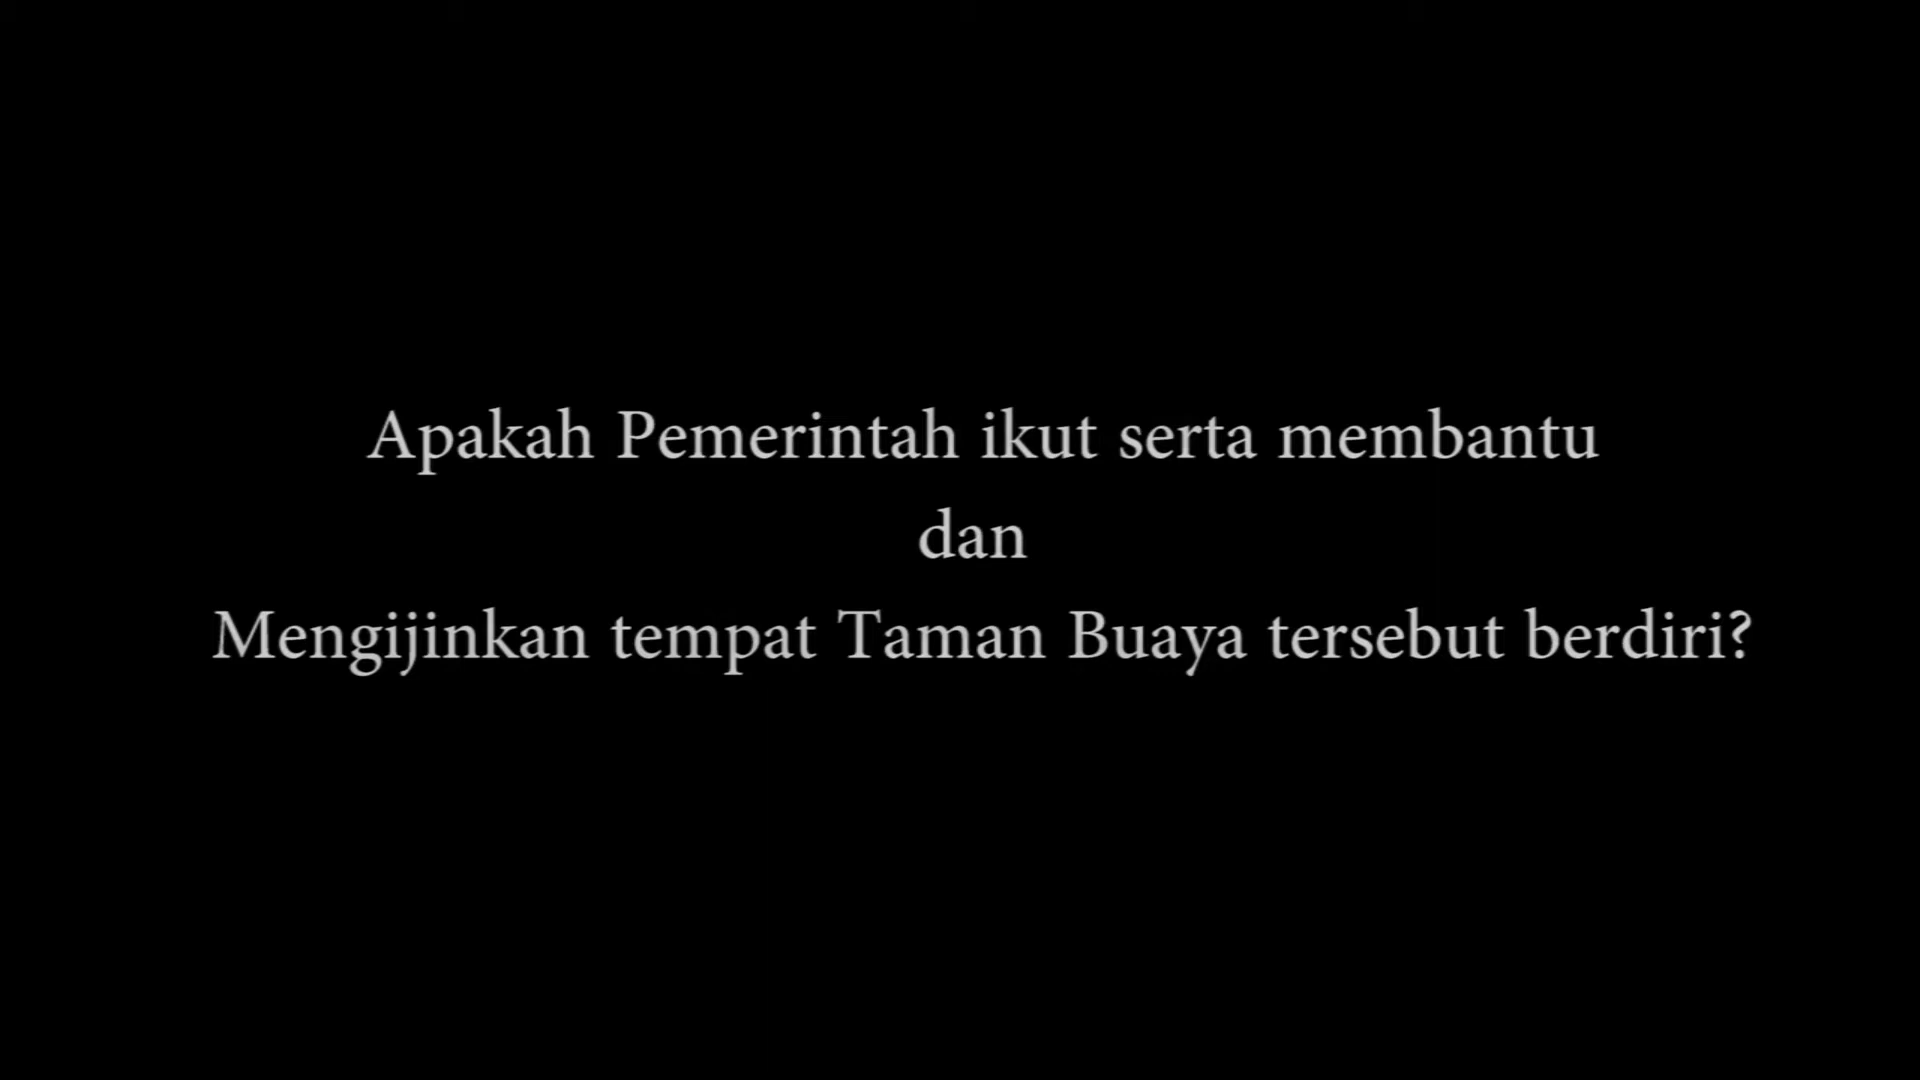 Apakah Pemerintah ikut serta membantu
dan
Mengijinkan tempat Taman Buaya tersebut berdiri?